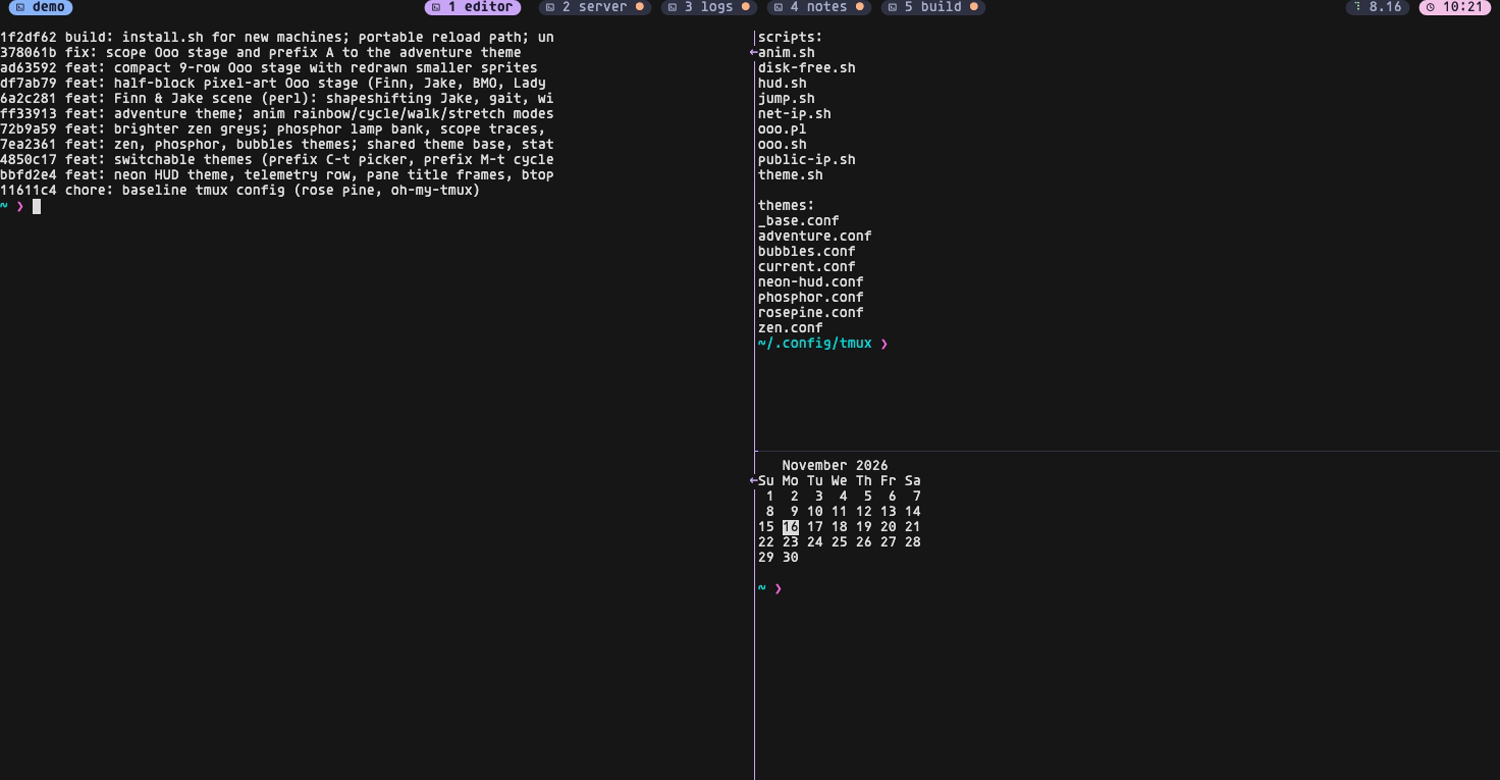 demo 1 editor 2 server 3 logs 4 notes 5 build 8.16 10:21
1f2df62 build: install.sh for new machines; portable reload path; un
378061b fix: scope Ooo stage and prefix A to the adventure theme
ad63592 feat: compact 9-row Ooo stage with redrawn smaller sprites
df7ab79 feat: half-block pixel-art Ooo stage (Finn, Jake, BMO, Lady
6a2c281 feat: Finn & Jake scene (perl): shapeshifting Jake, gait, wi
ff33913 feat: adventure theme; anim rainbow/cycle/walk/stretch modes
72b9a59 feat: brighter zen greys; phosphor lamp bank, scope traces,
7ea2361 feat: zen, phosphor, bubbles themes; shared theme base, stat
4850c17 feat: switchable themes (prefix C-t picker, prefix M-t cycle
bbfd2e4 feat: neon HUD theme, telemetry row, pane title frames, btop
11611c4 chore: baseline tmux config (rose pine, oh-my-tmux)
~ ❯
scripts:
anim.sh
disk-free.sh
hud.sh
jump.sh
net-ip.sh
ooo.pl
ooo.sh
public-ip.sh
theme.sh
themes:
_base.conf
adventure.conf
bubbles.conf
current.conf
neon-hud.conf
phosphor.conf
rosepine.conf
zen.conf
~/.config/tmux ❯
November 2026
Su Mo Tu We Th Fr Sa
1 2 3 4 5 6 7
8 9 10 11 12 13 14
15 16 17 18 19 20 21
22 23 24 25 26 27 28
29 30
~ ❯